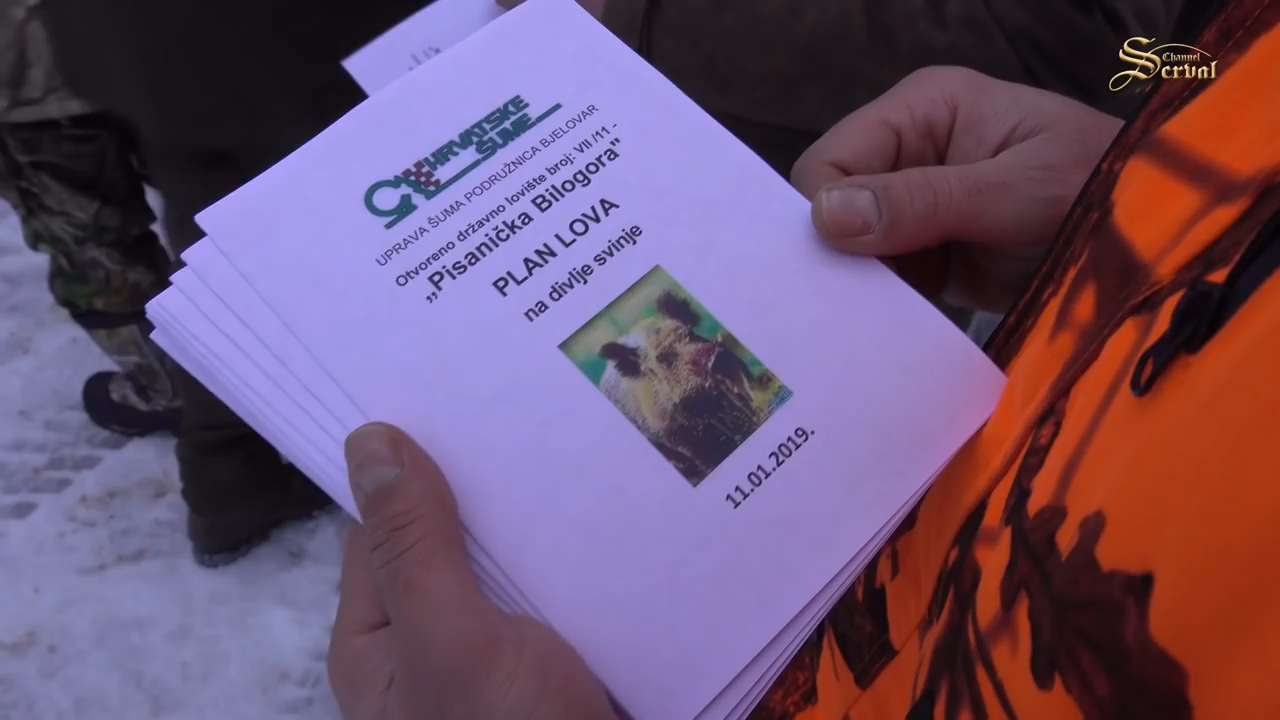 Channel
Serval
HRVATSKE
ŠUME
UPRAVA ŠUMA PODRUŽNICA BJELOVAR
Otvoreno državno lovište broj: VII /11 -
„Pisanička Bilogora"
PLAN LOVA
na divlje svinje
11.01.2019.